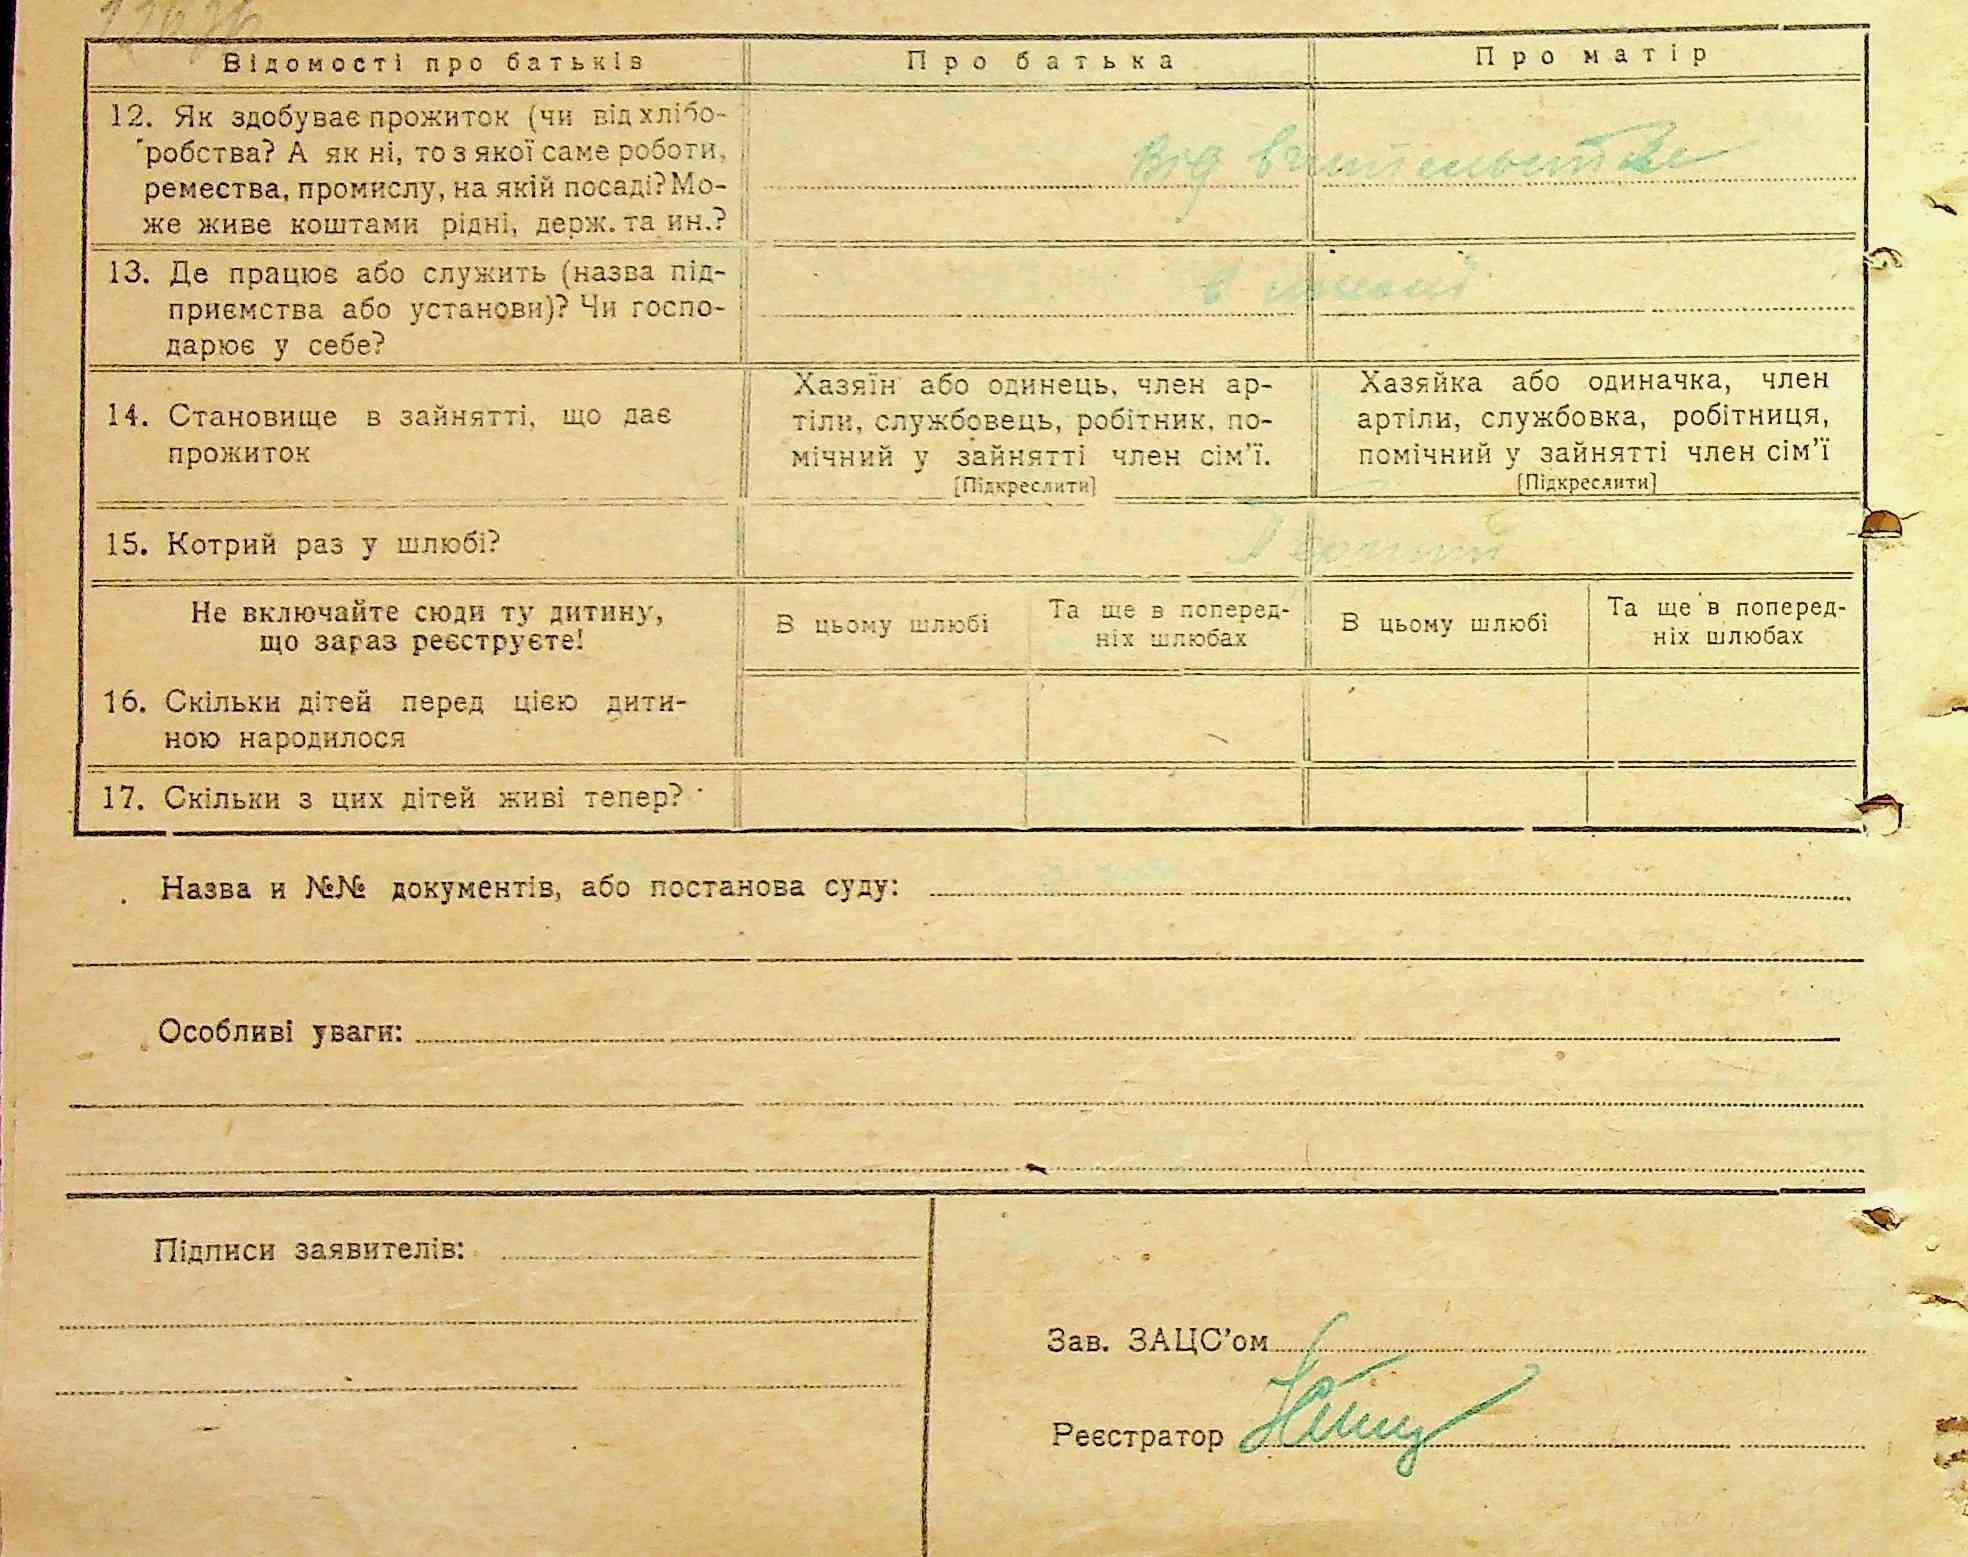 Відомості про батьків
Про батька
Про матір
12. Як здобуває прожиток (чи від хлібо-
робства? А як ні, то з якої саме роботи,
ремества, промислу, на якій посаді? Мо-
же живе коштами рідні, держ. та ин.?
Від
13. Де працює або служить (назва під-
приємства або установи)? Чи госпо-
дарює у себе?
в
14. Становище в зайнятті, що дає
прожиток
Хазяїн або одинець, член ар-
тіли, службовець, робітник, по-
мічний у зайнятті член сім'ї.
[Підкреслити]
Хазяйка або одиначка, член
артіли, службовка, робітниця,
помічний у зайнятті член сім'ї
[Підкреслити]
15. Котрий раз у шлюбі?
Не включайте сюди ту дитину,
що зараз реєструєте!
В цьому шлюбі
Та ще в поперед-
ніх шлюбах
В цьому шлюбі
Та ще в поперед-
ніх шлюбах
16. Скільки дітей перед цією дити-
ною народилося
17. Скільки з цих дітей живі тепер?
Назва и №№ документів, або постанова суду:
Особливі уваги:
Підписи заявителів:
Зав. ЗАЦС'ом
Реєстратор